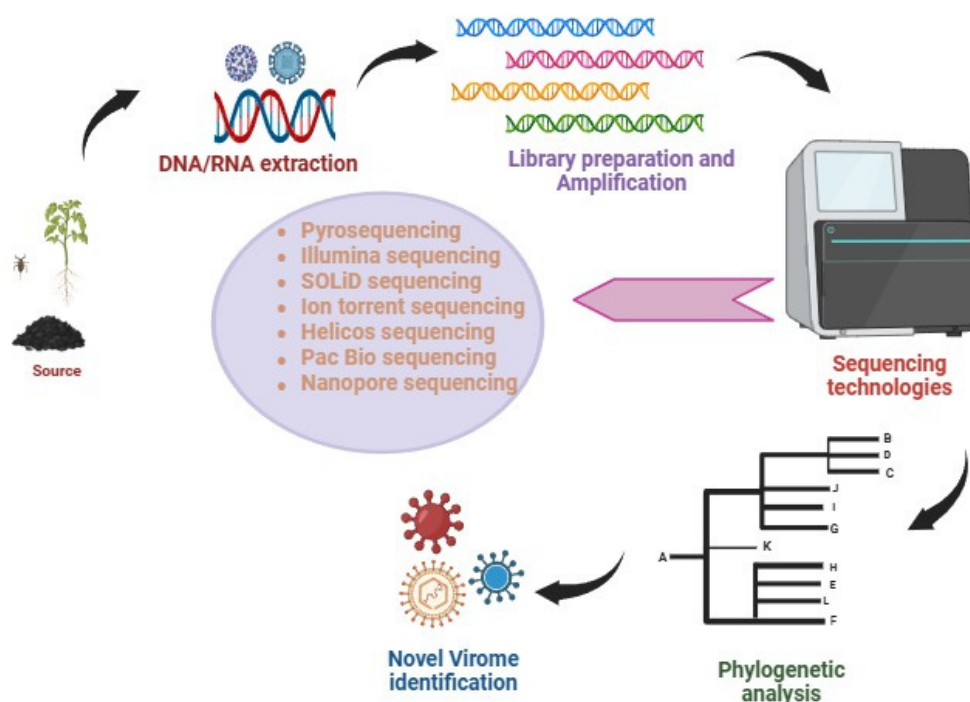 DNA/RNA extraction
Library preparation and
Amplification
Source
• Pyrosequencing
• Illumina sequencing
• SOLiD sequencing
• Ion torrent sequencing
• Helicos sequencing
• Pac Bio sequencing
• Nanopore sequencing
Sequencing
technologies
B
D
C
J
I
G
A
K
H
E
L
F
Phylogenetic
analysis
Novel Virome
identification